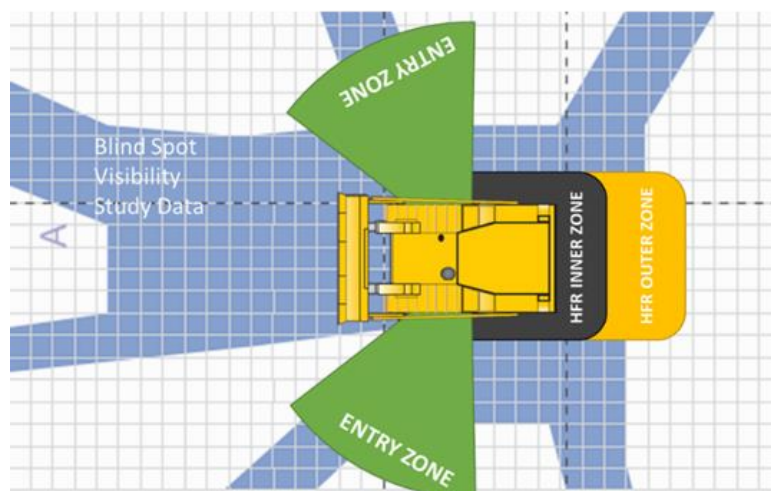 ENTRY ZONE
Blind Spot
Visibility
Study Data
A
HFR INNER ZONE
HFR OUTER ZONE
ENTRY ZONE